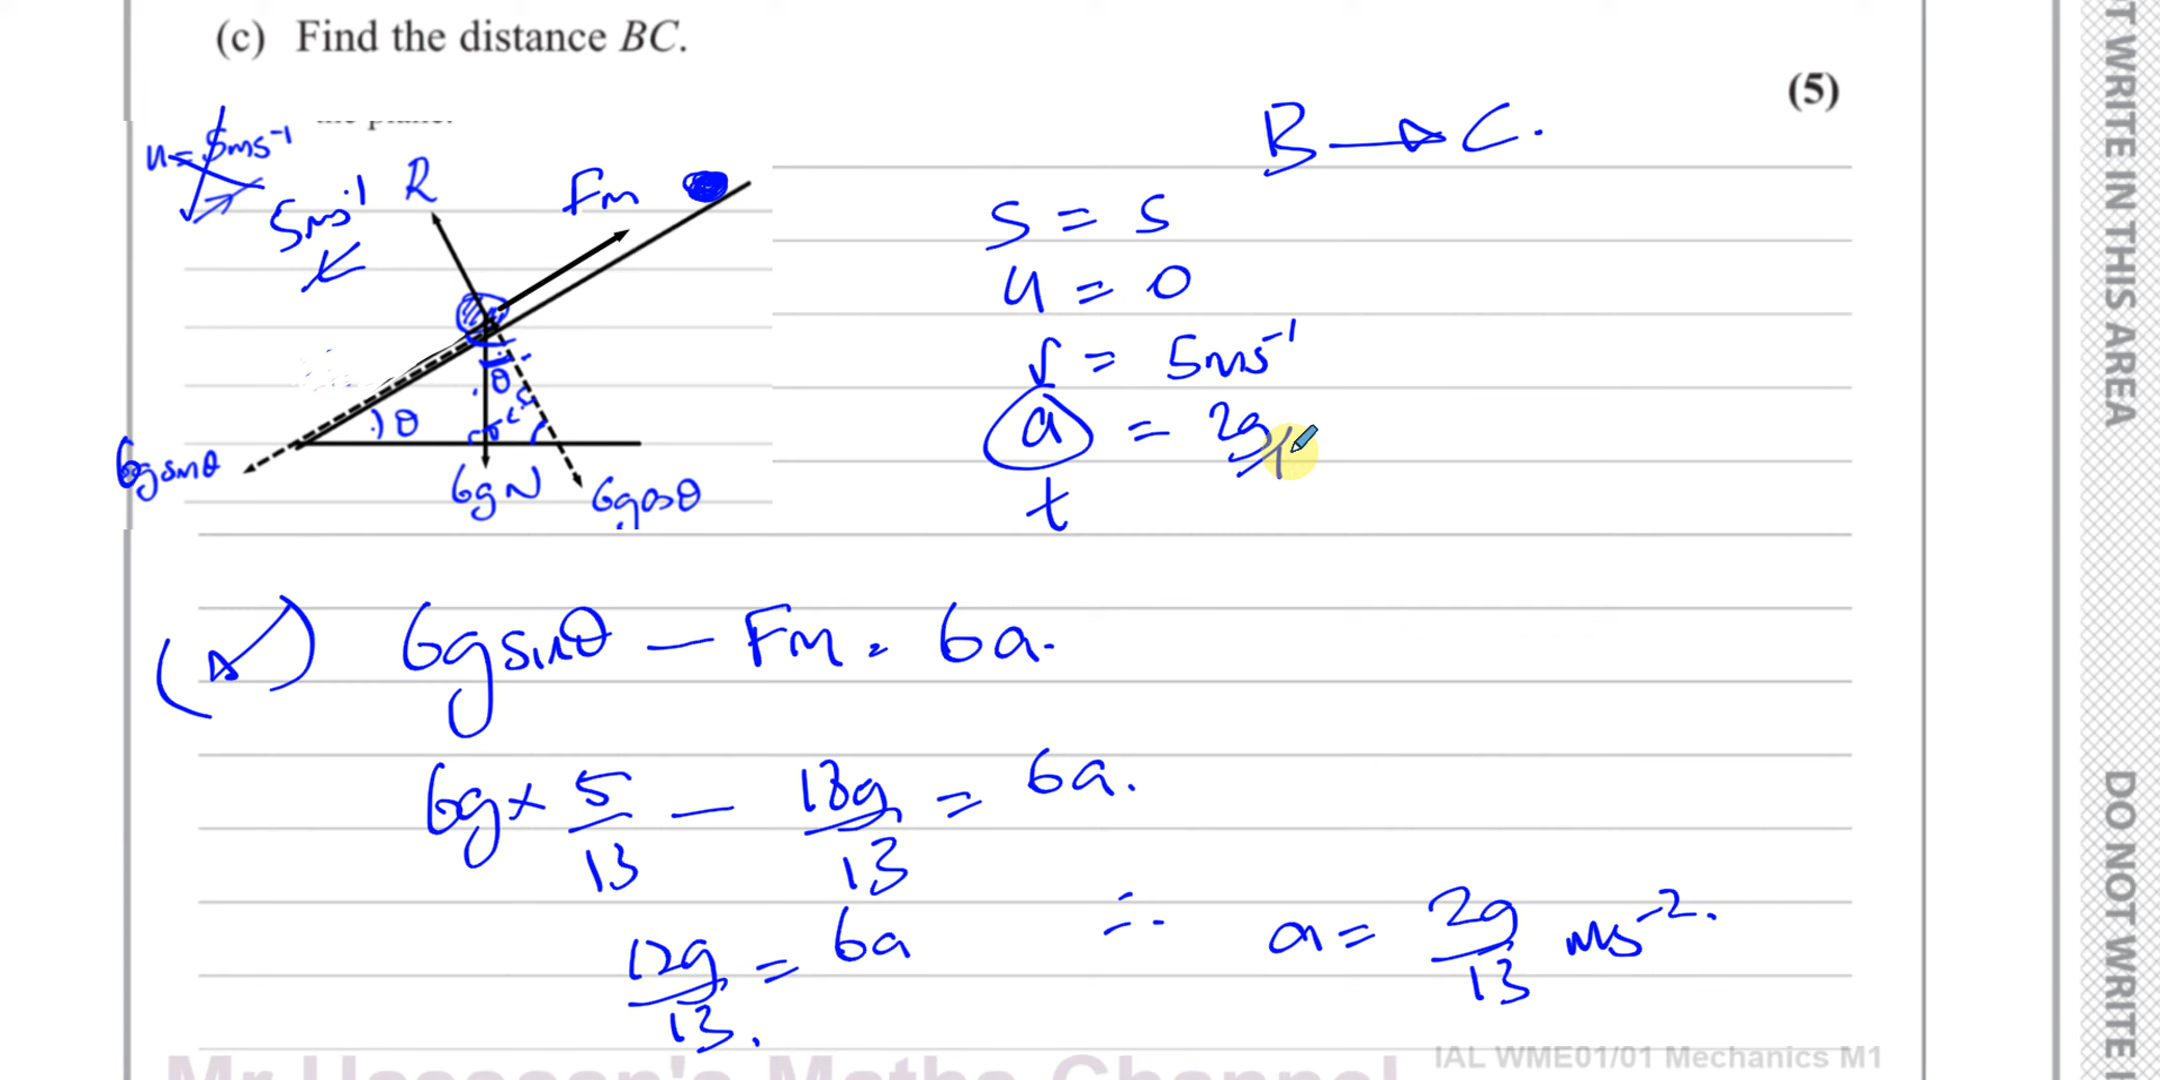 (c) Find the distance BC.
(5)
B → C.
u = 5ms⁻¹
5ms⁻¹
R
Fm
θ
θ
6gsinθ
6gN
6gcosθ
s = s
u = 0
v = 5ms⁻¹
a = 2g/1
t
(↙) 6gsinθ - Fm = 6a.
6g × 5/13 - 18g/13 = 6a.
12g/13. = 6a ∴ a = 2g/13 ms⁻².
IAL WME01/01 Mechanics M1
DO NOT WRITE
T WRITE IN THIS AREA